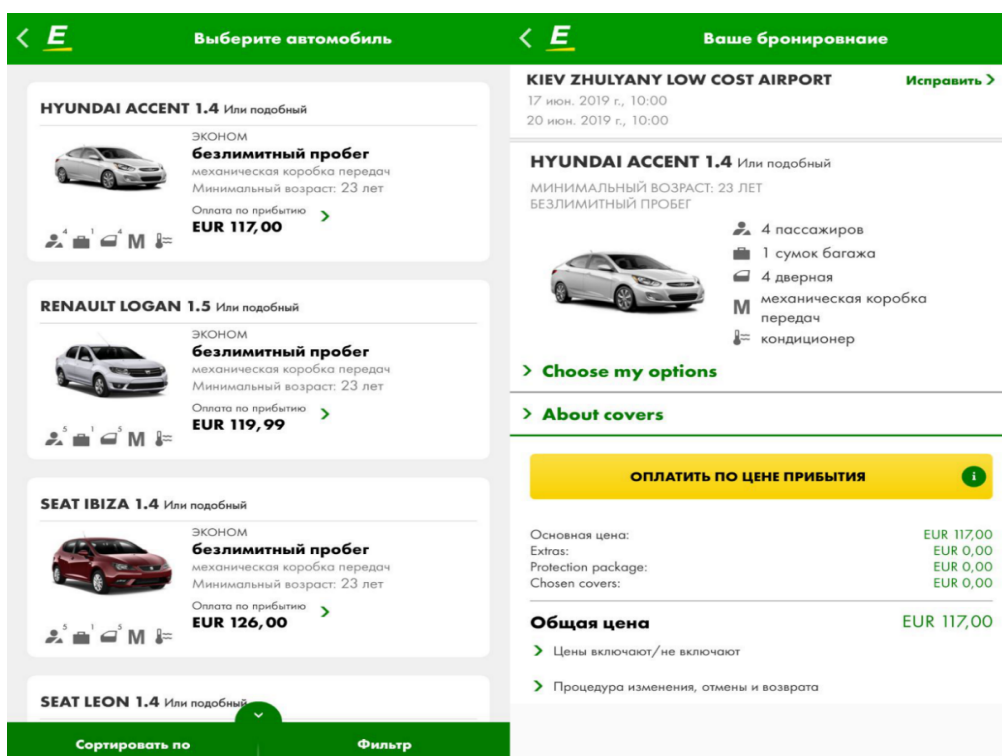 E
Выберите автомобиль
HYUNDAI ACCENT 1.4 Или подобный
ЭКОНОМ
безлимитный пробег
механическая коробка передач
Минимальный возраст: 23 лет
Оплата по прибытию
EUR 117,00
4 1 4 M
RENAULT LOGAN 1.5 Или подобный
ЭКОНОМ
безлимитный пробег
механическая коробка передач
Минимальный возраст: 23 лет
Оплата по прибытию
EUR 119,99
5 1 5 M
SEAT IBIZA 1.4 Или подобный
ЭКОНОМ
безлимитный пробег
механическая коробка передач
Минимальный возраст: 23 лет
Оплата по прибытию
EUR 126,00
5 1 5 M
SEAT LEON 1.4 Или подобный
Сортировать по
Фильтр
E
Ваше бронировнаие
KIEV ZHULYANY LOW COST AIRPORT
Исправить
17 июн. 2019 г., 10:00
20 июн. 2019 г., 10:00
HYUNDAI ACCENT 1.4 Или подобный
МИНИМАЛЬНЫЙ ВОЗРАСТ: 23 ЛЕТ
БЕЗЛИМИТНЫЙ ПРОБЕГ
4 пассажиров
1 сумок багажа
4 дверная
M механическая коробка
передач
кондиционер
Choose my options
About covers
ОПЛАТИТЬ ПО ЦЕНЕ ПРИБЫТИЯ i
Основная цена: EUR 117,00
Extras: EUR 0,00
Protection package: EUR 0,00
Chosen covers: EUR 0,00
Общая цена EUR 117,00
Цены включают/не включают
Процедура изменения, отмены и возврата